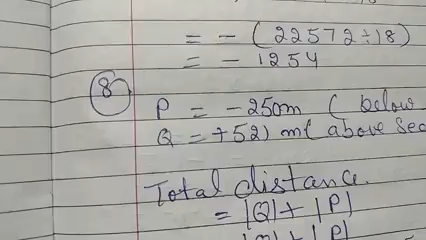 = - (22572÷18)
= - 1254
8
P = -250m ( below
Q = +521 m( above Sea
Total distance.
= |Q| + |P|
|Q| + |P|